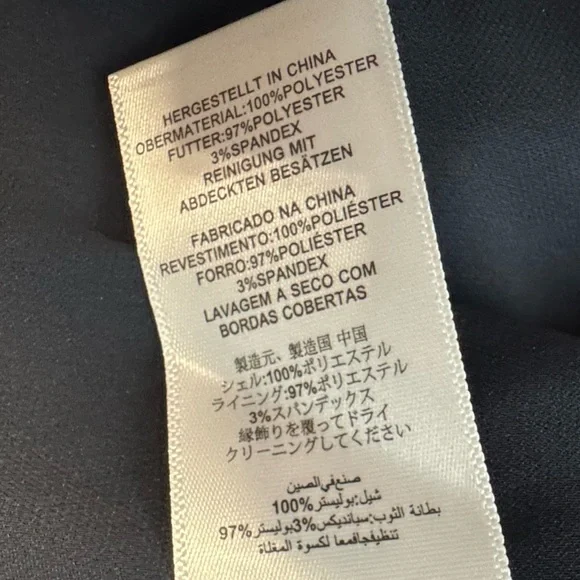 HERGESTELLT IN CHINA
OBERMATERIAL:100%POLYESTER
FUTTER:97%POLYESTER
3%SPANDEX
REINIGUNG MIT
ABDECKTEN BESÄTZEN
FABRICADO NA CHINA
REVESTIMENTO:100%POLIÉSTER
FORRO:97%POLIÉSTER
3%SPANDEX
LAVAGEM A SECO COM
BORDAS COBERTAS
製造元、製造国 中国
シェル:100%ポリエステル
ライニング:97%ポリエステル
3%スパンデックス
縁飾りを覆ってドライ
クリーニングしてください
صنع في الصين
شيل:بوليستر%100
بطانة الثوب:سبانديكس%3بوليستر%97
تنظيفجافمعا لكسوة المغلاة